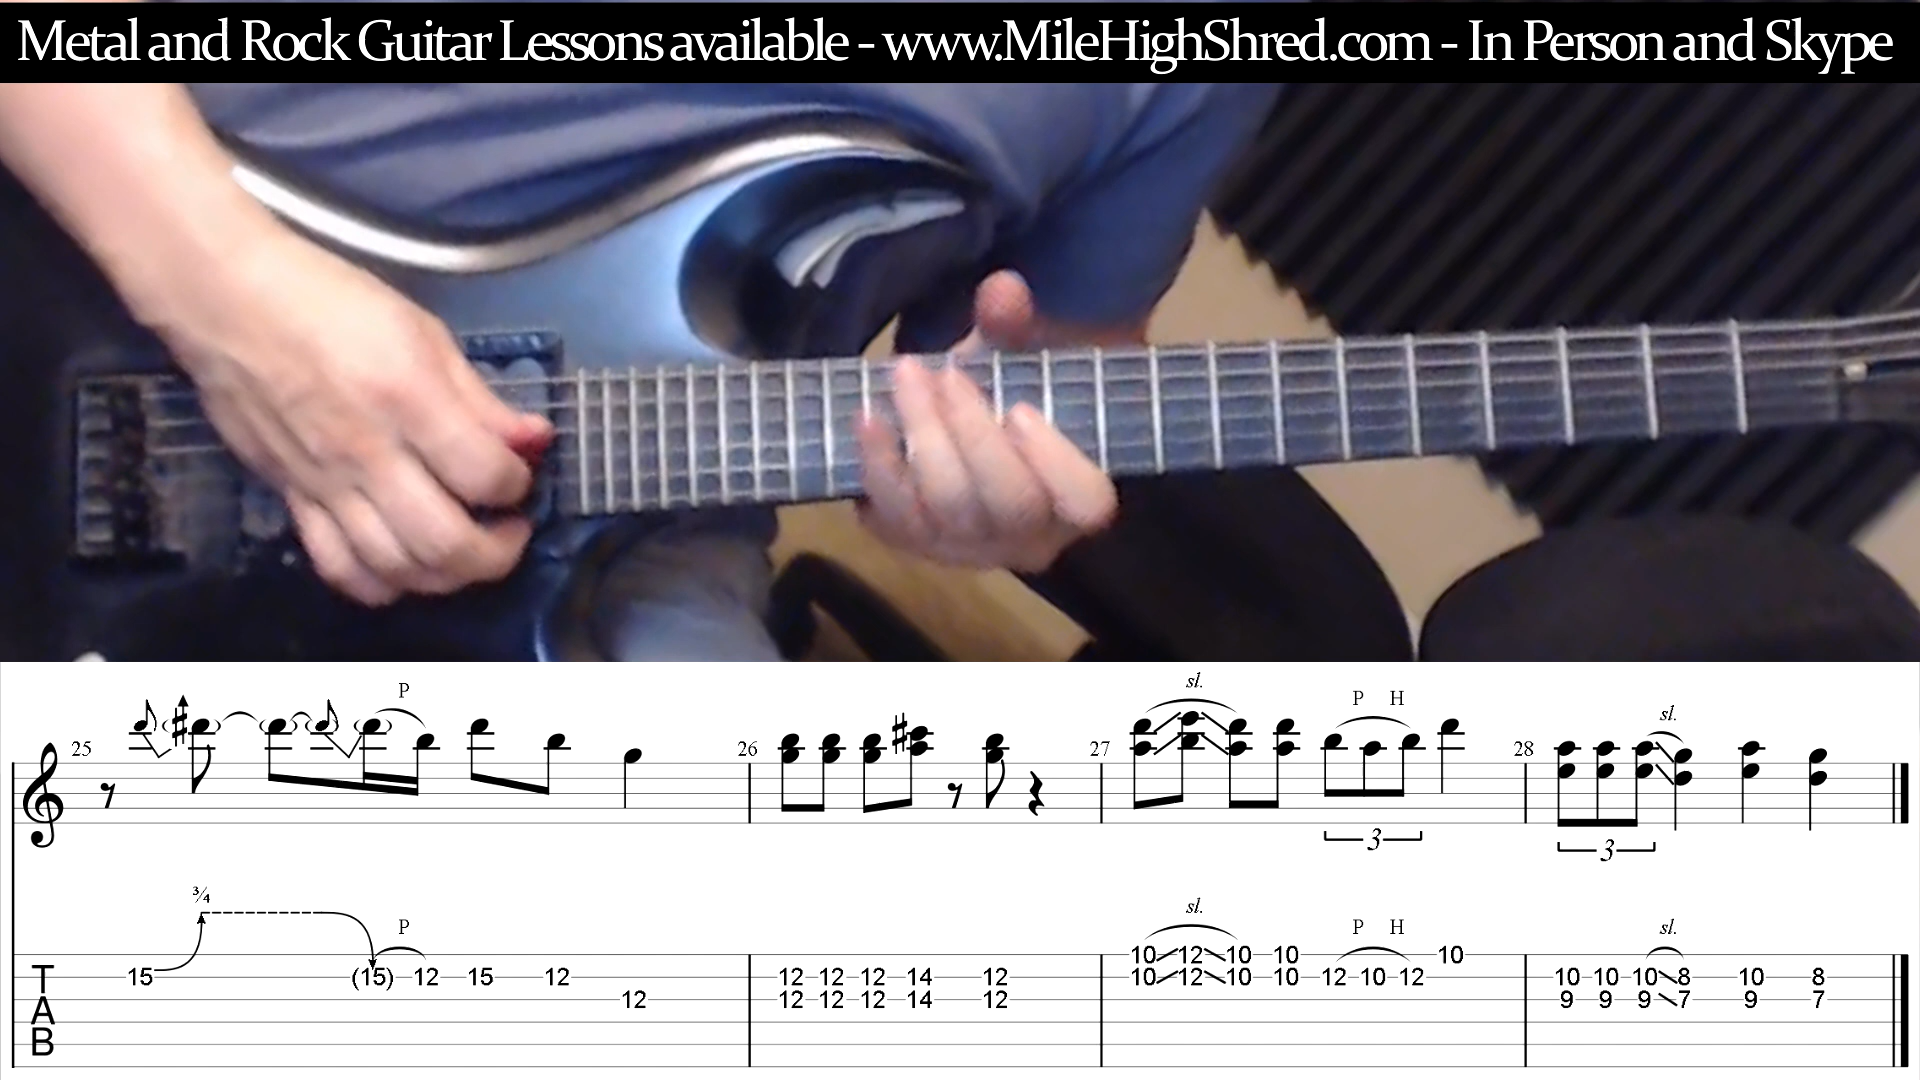 Metal and Rock Guitar Lessons available - www.MileHighShred.com - In Person and Skype
P sl. P H sl.
25 26 27 28
3 3
¾ P sl. P H sl.
10 12 10 10 10
15 (15) 12 15 12 12 12 12 14 12 10 12 10 10 12 10 12 10 10 10 8 10 8
12 12 12 12 14 12 9 9 9 7 9 7
T
A
B